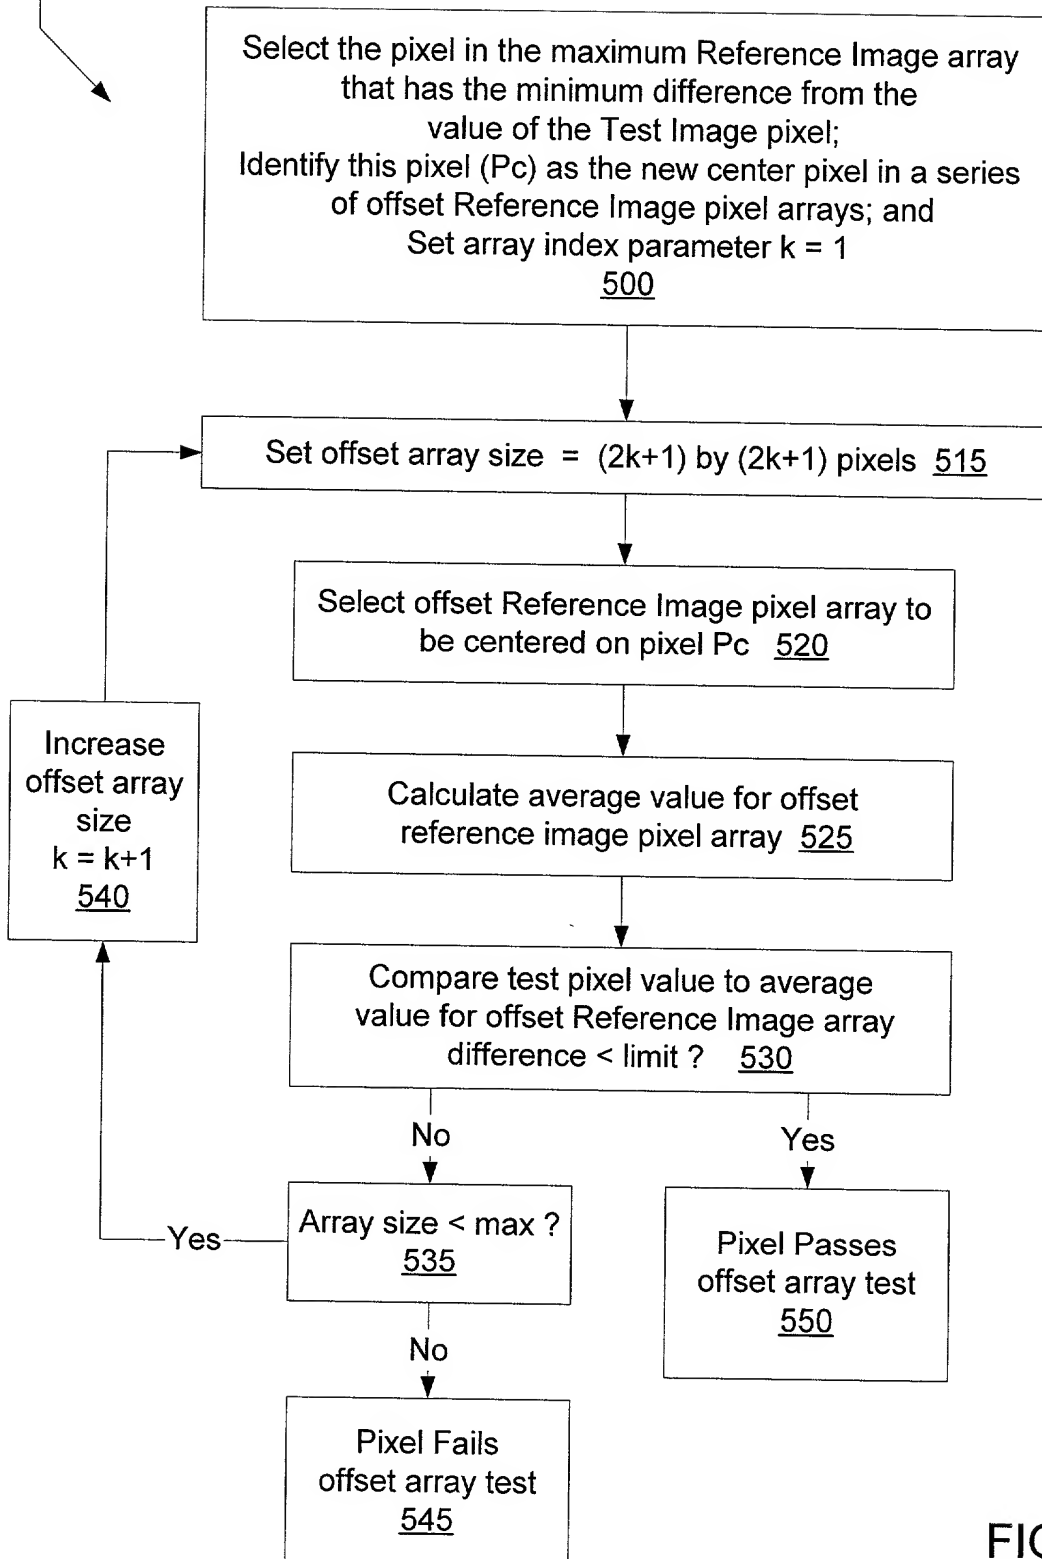 Select the pixel in the maximum Reference Image array
that has the minimum difference from the
value of the Test Image pixel;
Identify this pixel (Pc) as the new center pixel in a series
of offset Reference Image pixel arrays; and
Set array index parameter k = 1
500
Set offset array size = (2k+1) by (2k+1) pixels 515
Select offset Reference Image pixel array to
be centered on pixel Pc 520
Increase
offset array
size
k = k+1
540
Calculate average value for offset
reference image pixel array 525
Compare test pixel value to average
value for offset Reference Image array
difference < limit ? 530
No
Yes
Array size < max ?
535
Yes
Pixel Passes
offset array test
550
No
Pixel Fails
offset array test
545
FIG